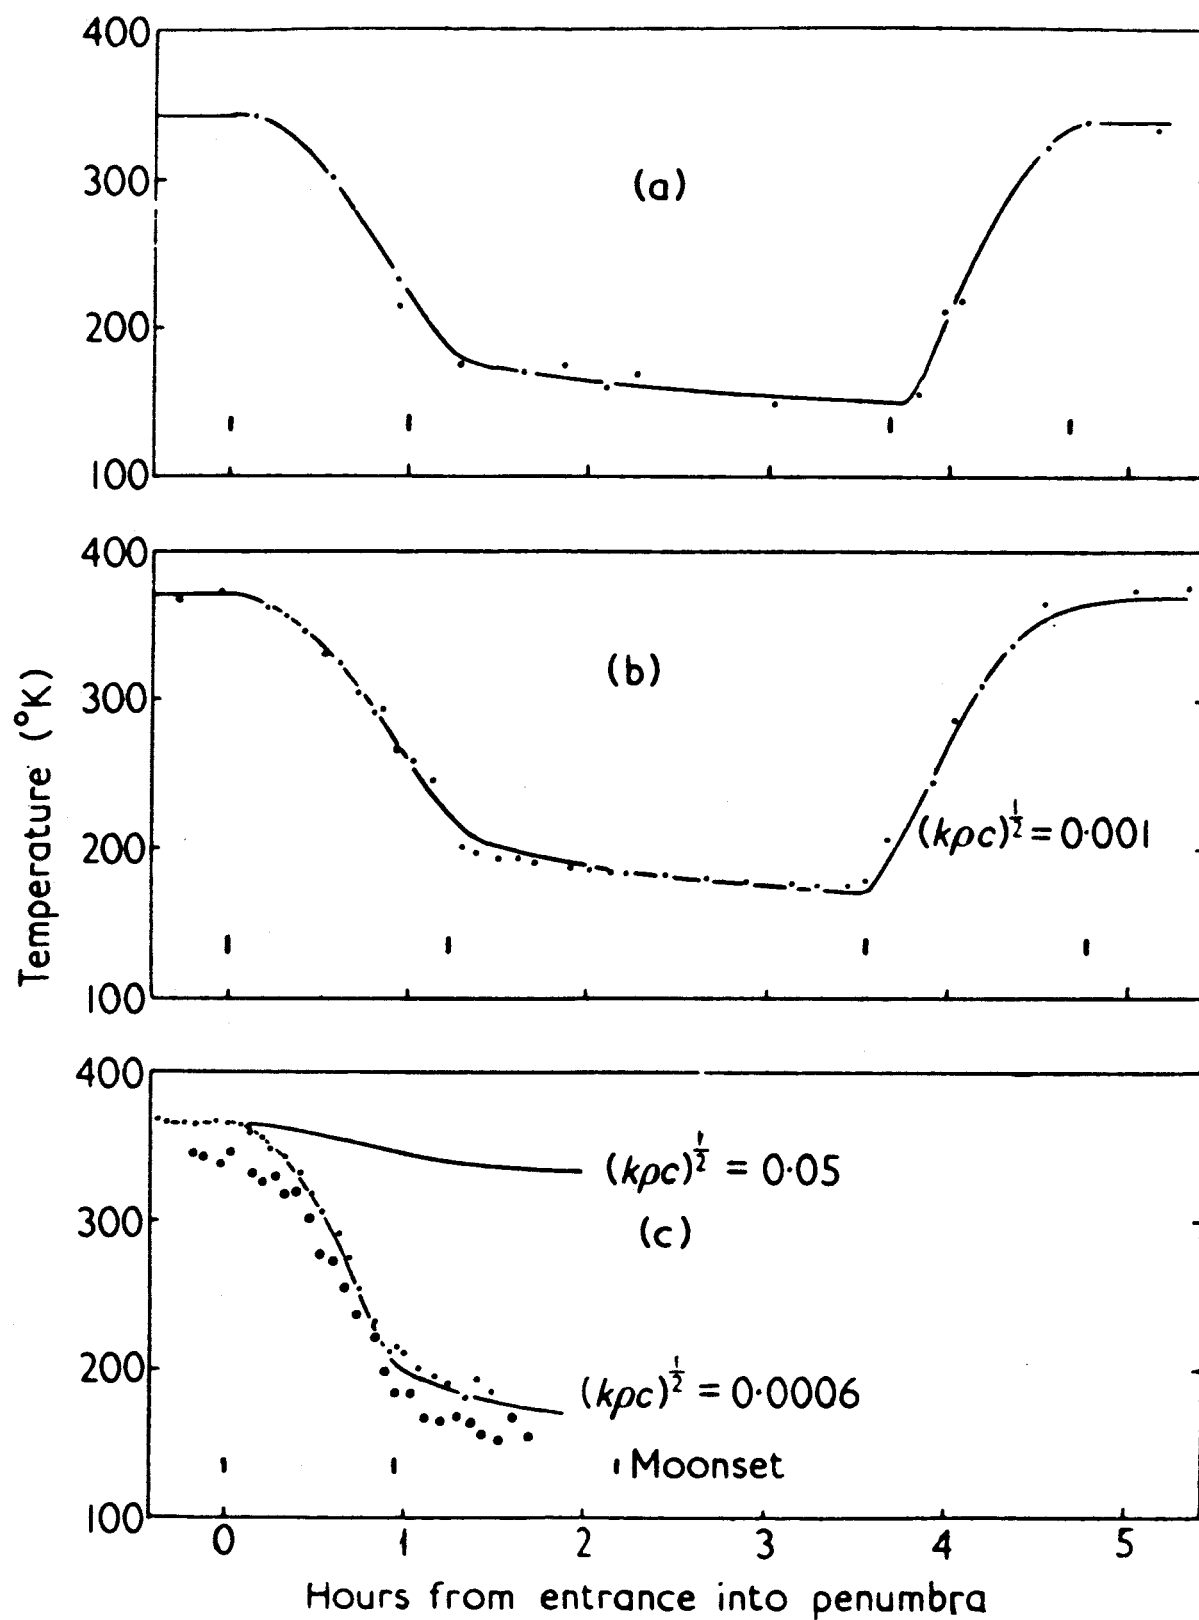 400
300
(a)
200
100
400
300
(b)
200
(kρc)^½ = 0·001
100
Temperature (°K)
400
(kρc)^½ = 0·05
300
(c)
200
(kρc)^½ = 0·0006
Moonset
100
0 1 2 3 4 5
Hours from entrance into penumbra